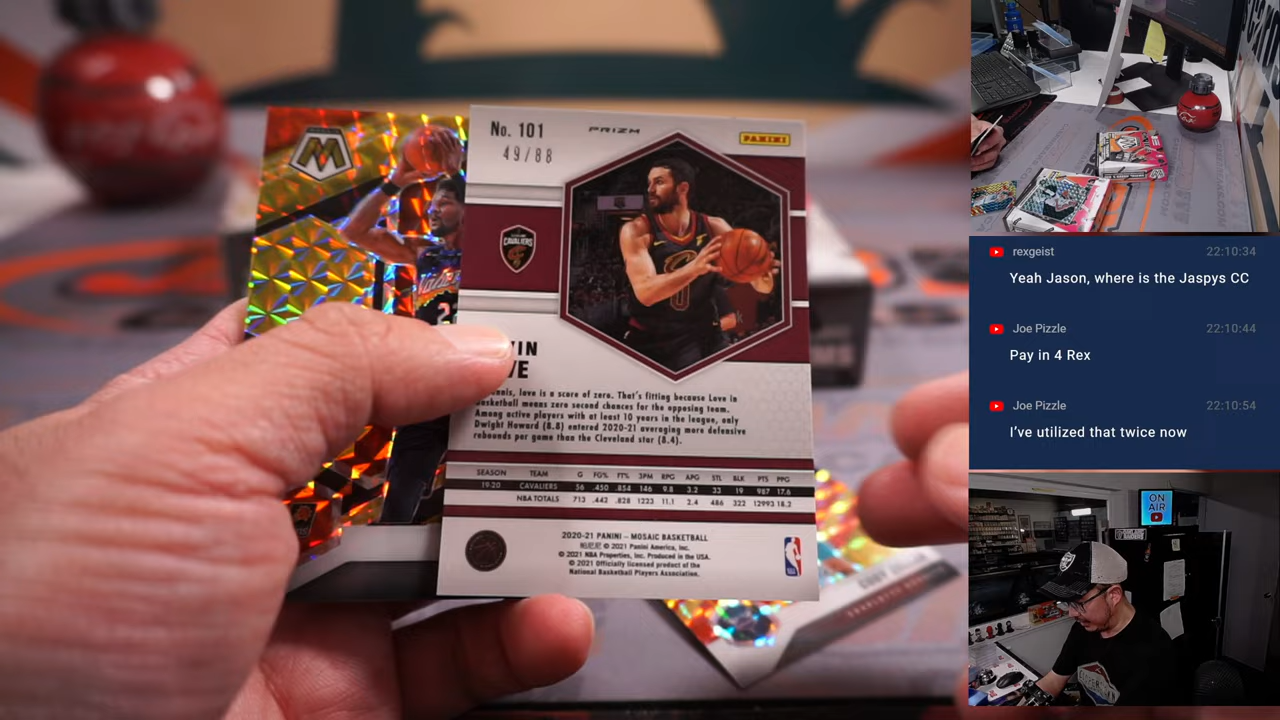 No. 101
PRIZM
PANINI
49/88
CAVALIERS
nnis, love is a score of zero. That's fitting because Love in
basketball means zero second chances for the opposing team.
Among active players with at least 10 years in the league, only
Dwight Howard (8.8) entered 2020-21 averaging more defensive
rebounds per game than the Cleveland star (8.4).
SEASON TEAM G FG% FT% 3PM RPG APG STL BLK PTS PPG
19-20 CAVALIERS 56 .450 .854 146 9.8 3.2 33 19 987 17.6
NBA TOTALS 713 .442 .828 1223 11.1 2.4 486 322 12993 18.2
2020-21 PANINI – MOSAIC BASKETBALL
© 2021 Panini America, Inc.
© 2021 NBA Properties, Inc. Produced in the USA.
© 2021 Officially licensed product of the
National Basketball Players Association.
NBA
rexgeist 22:10:34
Yeah Jason, where is the Jaspys CC
Joe Pizzle 22:10:44
Pay in 4 Rex
Joe Pizzle 22:10:54
I've utilized that twice now
ON
AIR